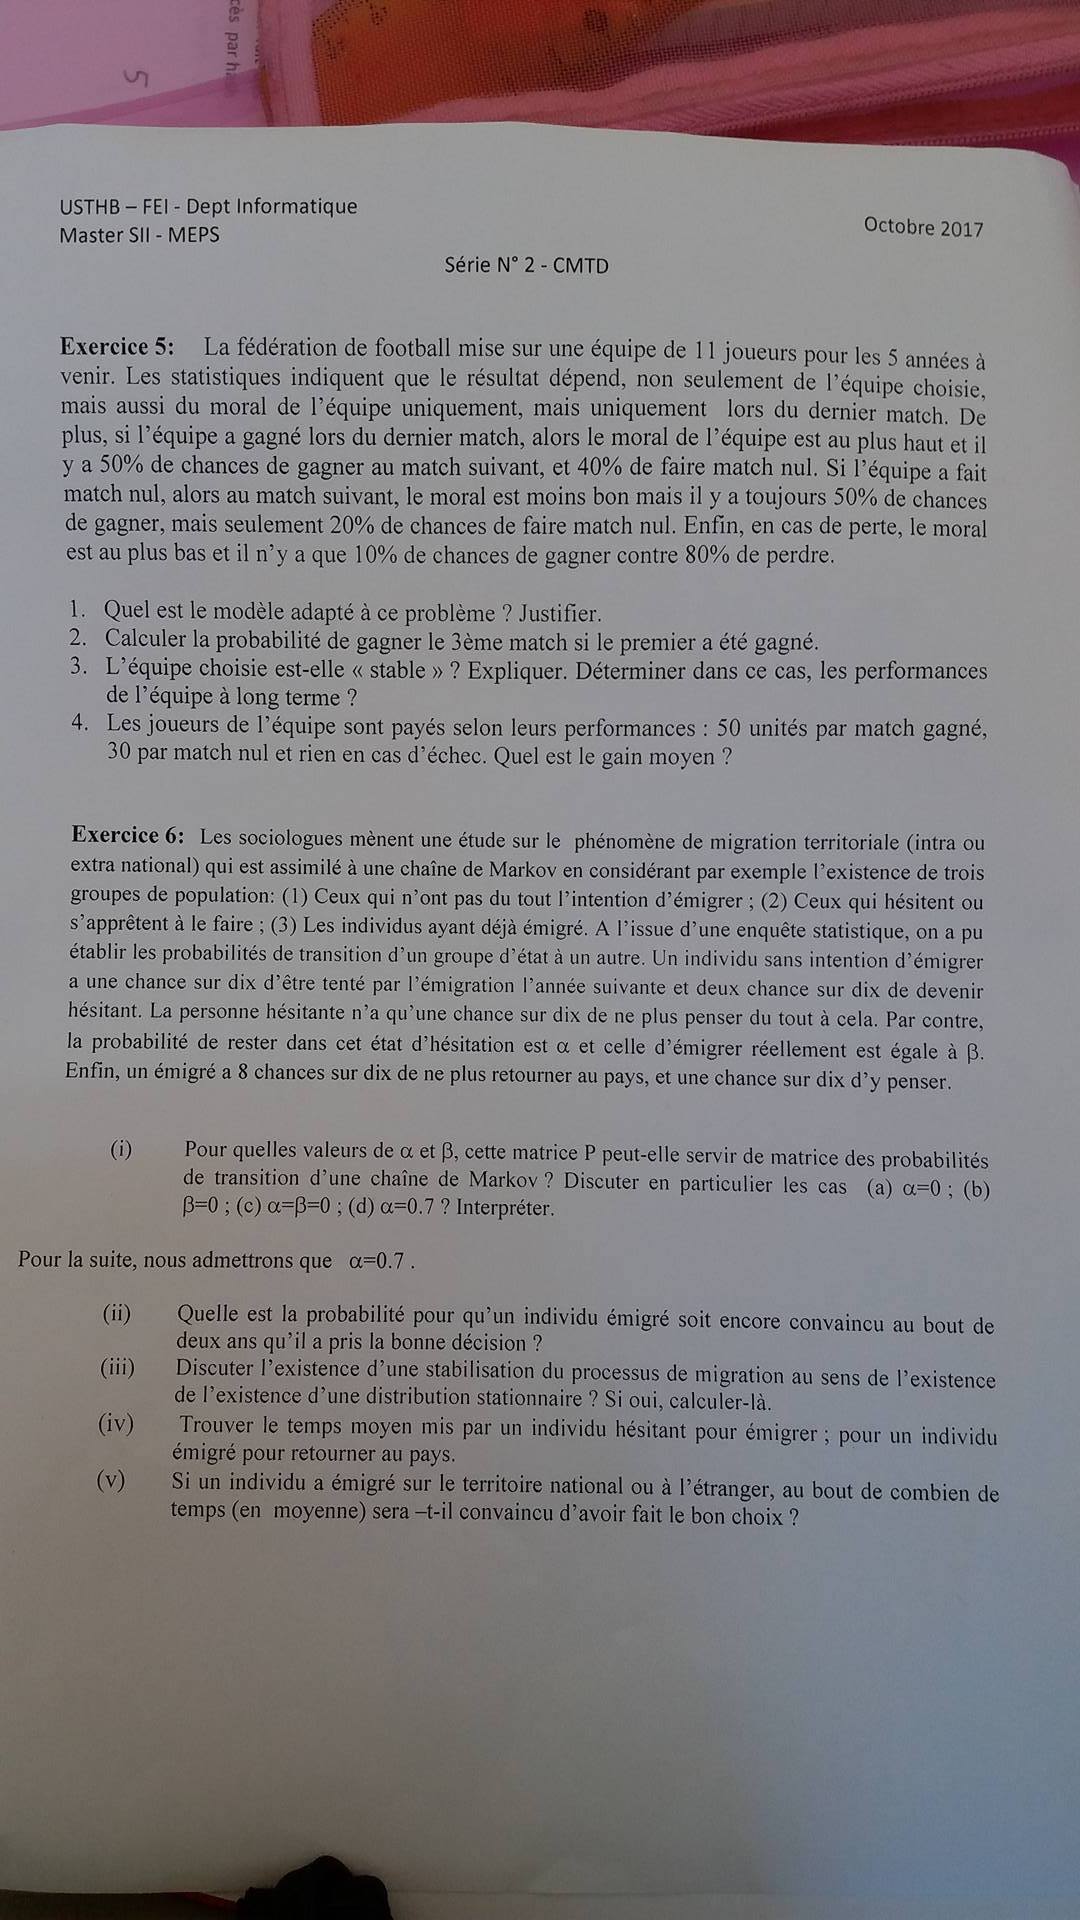 cès par h
5
USTHB – FEI - Dept Informatique
Master SII - MEPS
Octobre 2017
Série N° 2 - CMTD
Exercice 5: La fédération de football mise sur une équipe de 11 joueurs pour les 5 années à
venir. Les statistiques indiquent que le résultat dépend, non seulement de l'équipe choisie,
mais aussi du moral de l'équipe uniquement, mais uniquement lors du dernier match. De
plus, si l'équipe a gagné lors du dernier match, alors le moral de l'équipe est au plus haut et il
y a 50% de chances de gagner au match suivant, et 40% de faire match nul. Si l'équipe a fait
match nul, alors au match suivant, le moral est moins bon mais il y a toujours 50% de chances
de gagner, mais seulement 20% de chances de faire match nul. Enfin, en cas de perte, le moral
est au plus bas et il n'y a que 10% de chances de gagner contre 80% de perdre.
1. Quel est le modèle adapté à ce problème ? Justifier.
2. Calculer la probabilité de gagner le 3ème match si le premier a été gagné.
3. L'équipe choisie est-elle « stable » ? Expliquer. Déterminer dans ce cas, les performances
de l'équipe à long terme ?
4. Les joueurs de l'équipe sont payés selon leurs performances : 50 unités par match gagné,
30 par match nul et rien en cas d'échec. Quel est le gain moyen ?
Exercice 6: Les sociologues mènent une étude sur le phénomène de migration territoriale (intra ou
extra national) qui est assimilé à une chaîne de Markov en considérant par exemple l'existence de trois
groupes de population: (1) Ceux qui n'ont pas du tout l'intention d'émigrer ; (2) Ceux qui hésitent ou
s'apprêtent à le faire ; (3) Les individus ayant déjà émigré. A l'issue d'une enquête statistique, on a pu
établir les probabilités de transition d'un groupe d'état à un autre. Un individu sans intention d'émigrer
a une chance sur dix d'être tenté par l'émigration l'année suivante et deux chance sur dix de devenir
hésitant. La personne hésitante n'a qu'une chance sur dix de ne plus penser du tout à cela. Par contre,
la probabilité de rester dans cet état d'hésitation est α et celle d'émigrer réellement est égale à β.
Enfin, un émigré a 8 chances sur dix de ne plus retourner au pays, et une chance sur dix d'y penser.
(i) Pour quelles valeurs de α et β, cette matrice P peut-elle servir de matrice des probabilités
de transition d'une chaîne de Markov ? Discuter en particulier les cas (a) α=0 ; (b)
β=0 ; (c) α=β=0 ; (d) α=0.7 ? Interpréter.
Pour la suite, nous admettrons que α=0.7 .
(ii) Quelle est la probabilité pour qu'un individu émigré soit encore convaincu au bout de
deux ans qu'il a pris la bonne décision ?
(iii) Discuter l'existence d'une stabilisation du processus de migration au sens de l'existence
de l'existence d'une distribution stationnaire ? Si oui, calculer-là.
(iv) Trouver le temps moyen mis par un individu hésitant pour émigrer ; pour un individu
émigré pour retourner au pays.
(v) Si un individu a émigré sur le territoire national ou à l'étranger, au bout de combien de
temps (en moyenne) sera –t-il convaincu d'avoir fait le bon choix ?